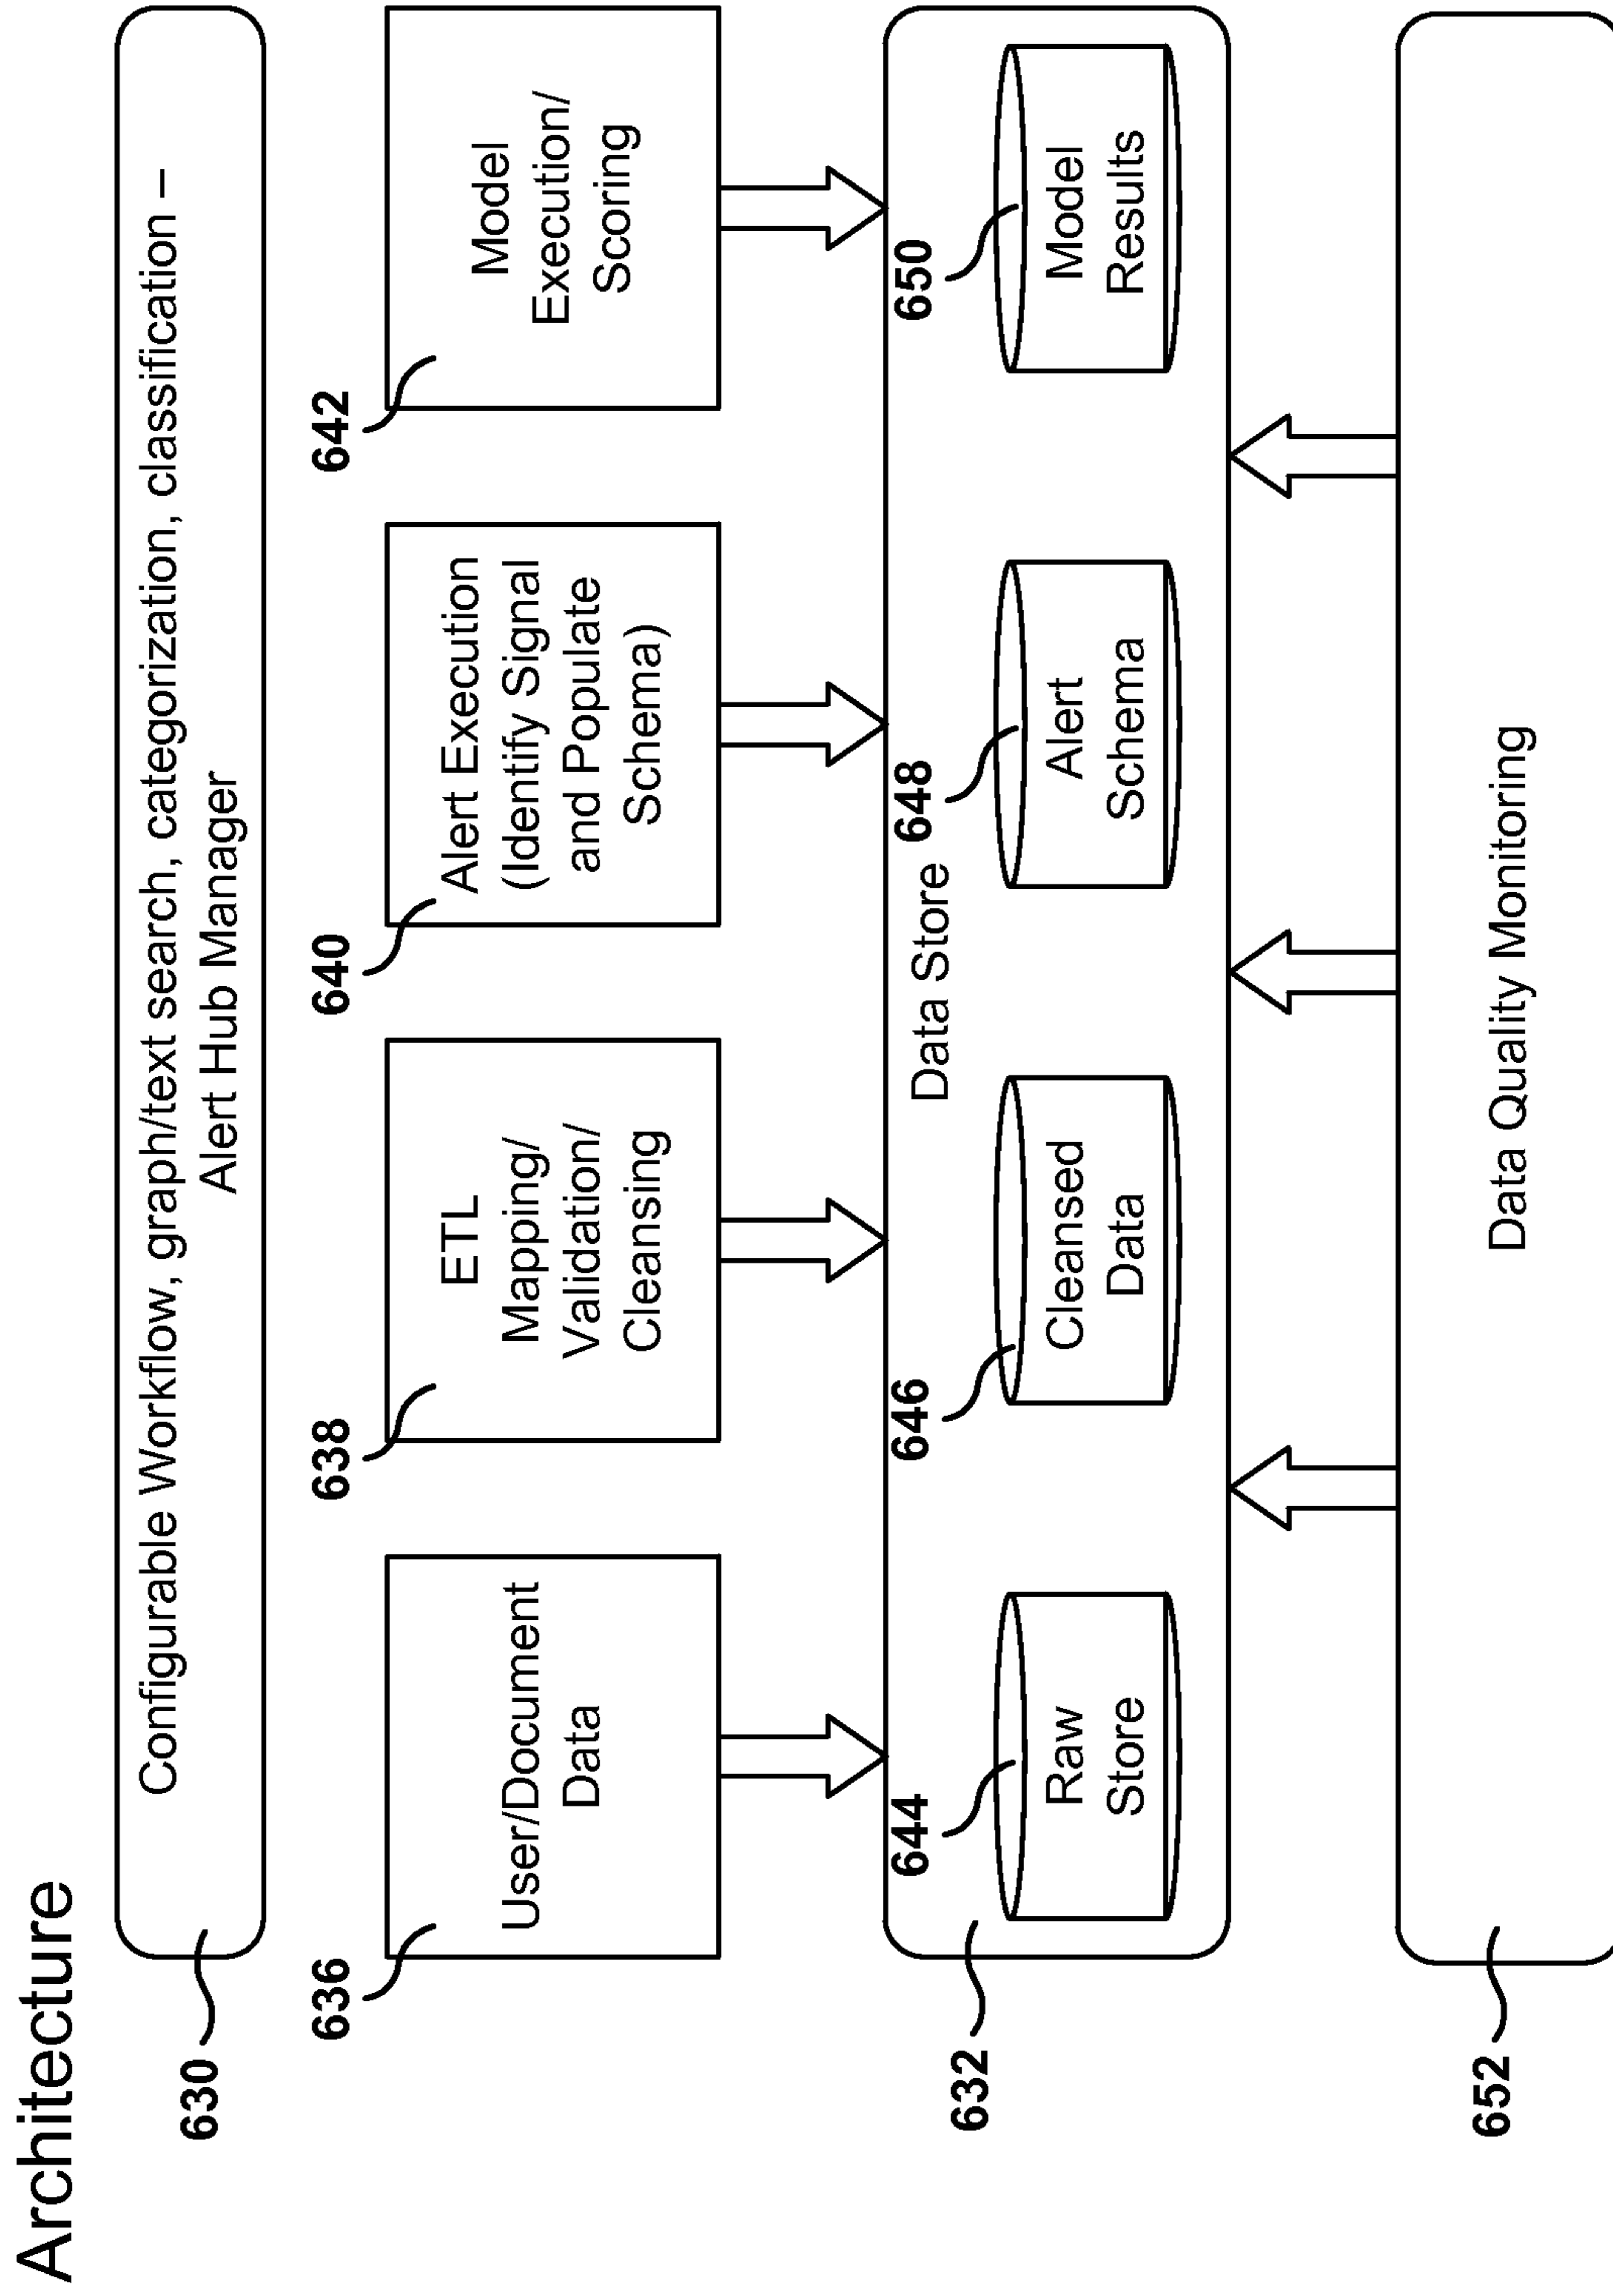 Architecture
630
Configurable Workflow, graph/text search, categorization, classification –
Alert Hub Manager
636
User/Document
Data
638
ETL
Mapping/
Validation/
Cleansing
640
Alert Execution
(Identify Signal
and Populate
Schema)
642
Model
Execution/
Scoring
632
Data Store
644
Raw
Store
646
Cleansed
Data
648
Alert
Schema
650
Model
Results
652
Data Quality Monitoring